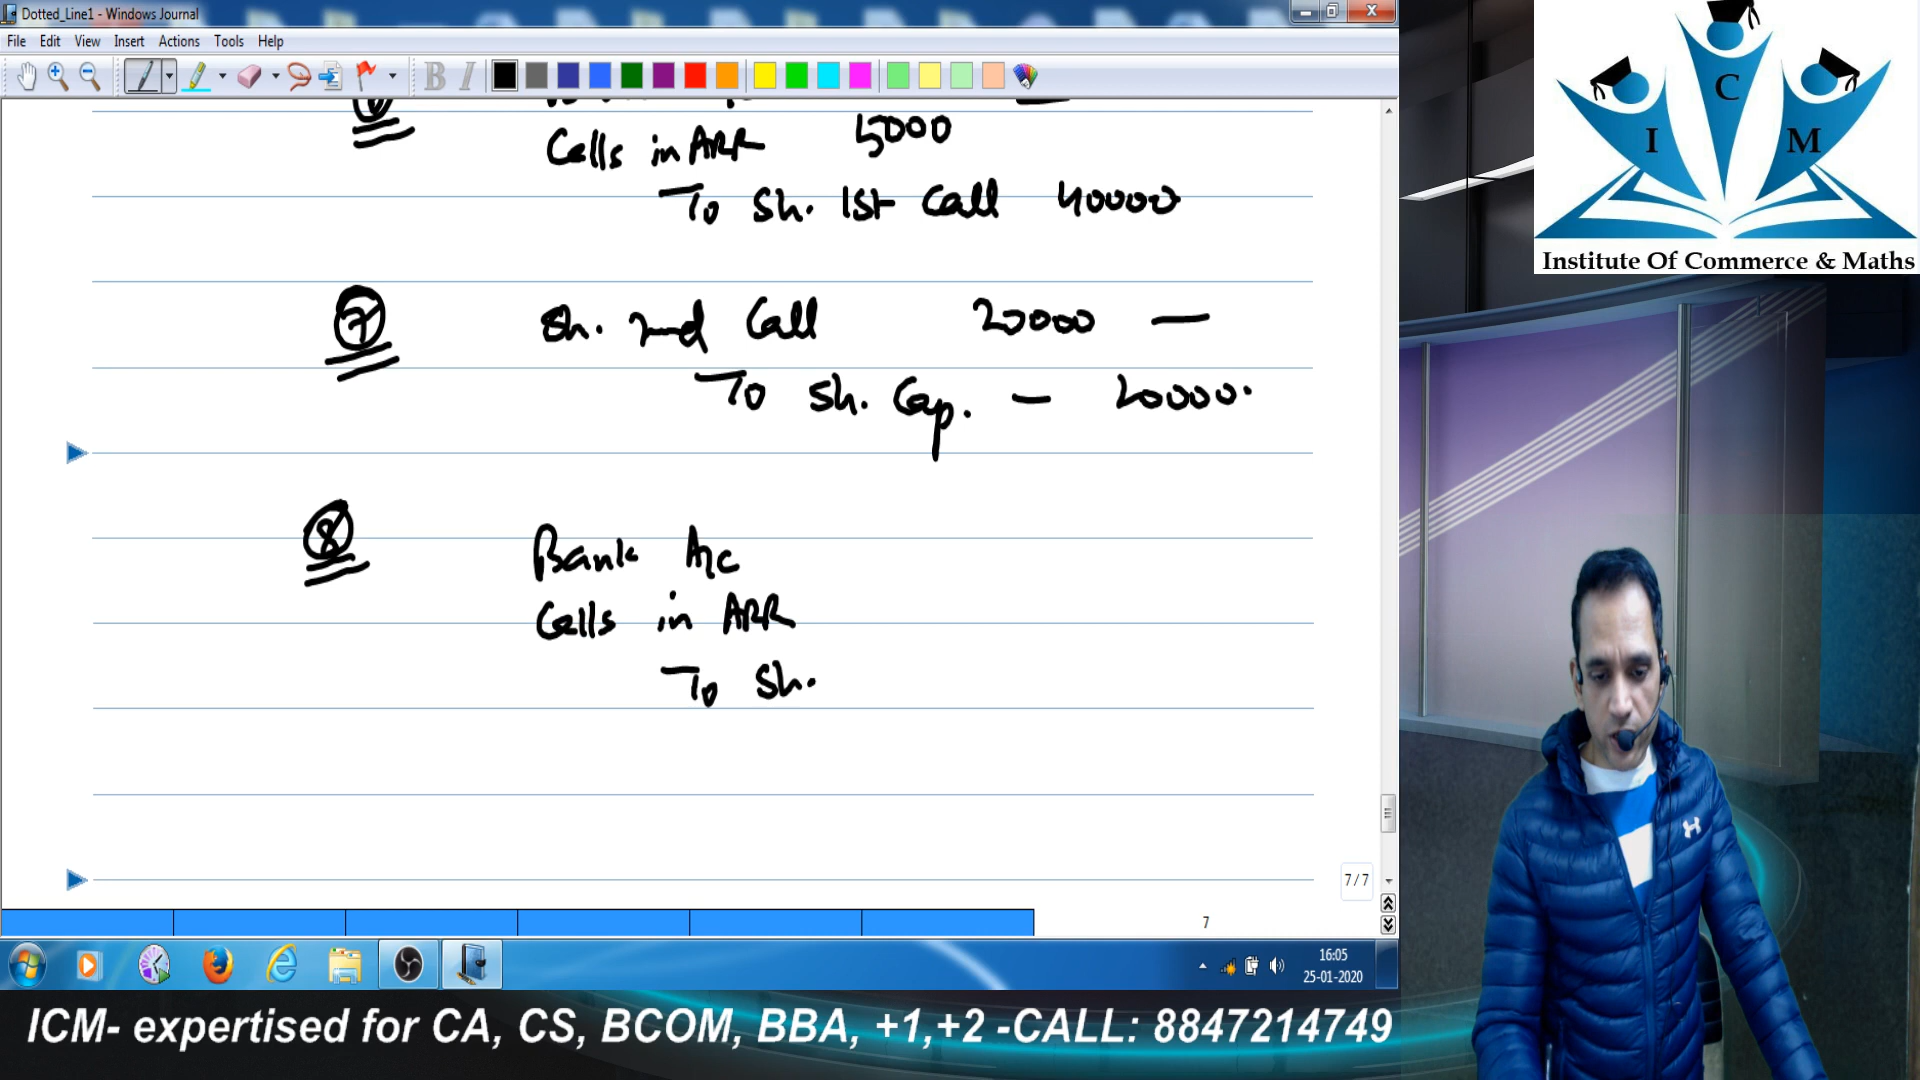 Dotted_Line1 - Windows Journal
File Edit View Insert Actions Tools Help
B I
Calls in ARR 5000
To Sh. 1st Call 40000
7 Sh. 2nd Call 20000 —
To Sh. Cap. — 20000.
8 Bank A/c
Calls in ARR
To Sh.
7 / 7
7
16:05
25-01-2020
I C M
Institute Of Commerce & Maths
ICM- expertised for CA, CS, BCOM, BBA, +1,+2 -CALL: 8847214749